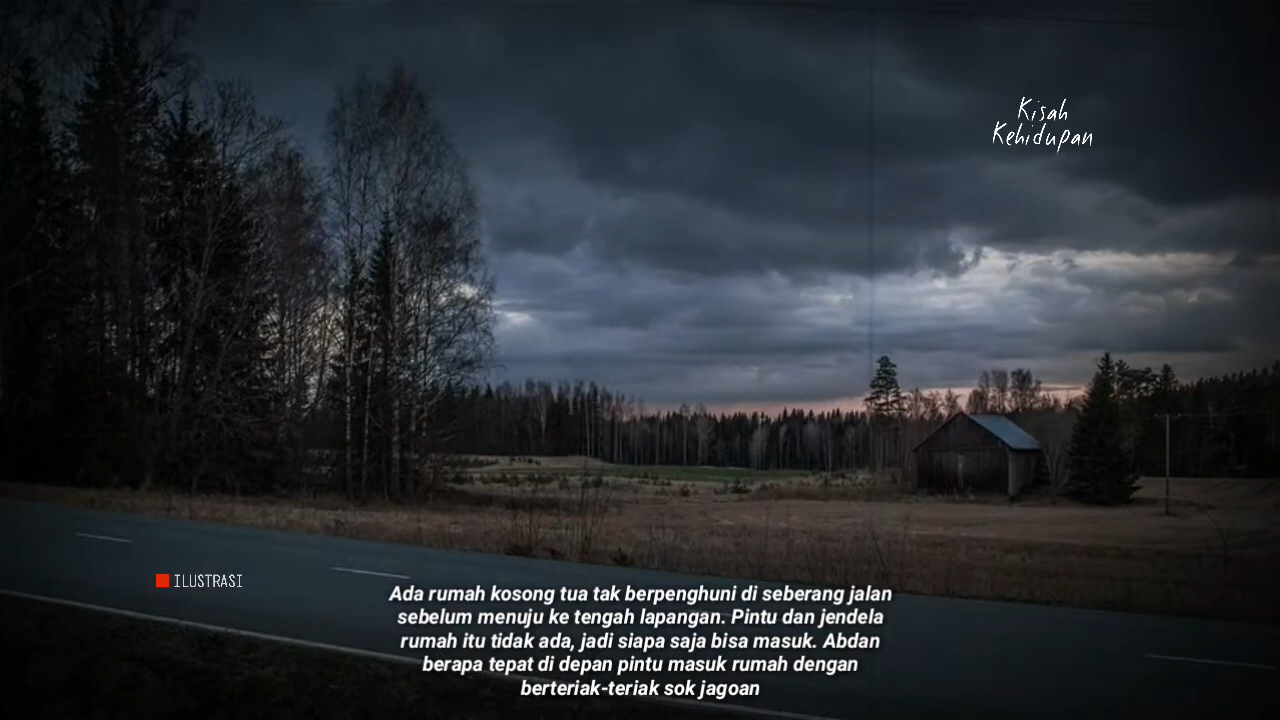 Kisah
Kehidupan
ILUSTRASI
Ada rumah kosong tua tak berpenghuni di seberang jalan
sebelum menuju ke tengah lapangan. Pintu dan jendela
rumah itu tidak ada, jadi siapa saja bisa masuk. Abdan
berapa tepat di depan pintu masuk rumah dengan
berteriak-teriak sok jagoan